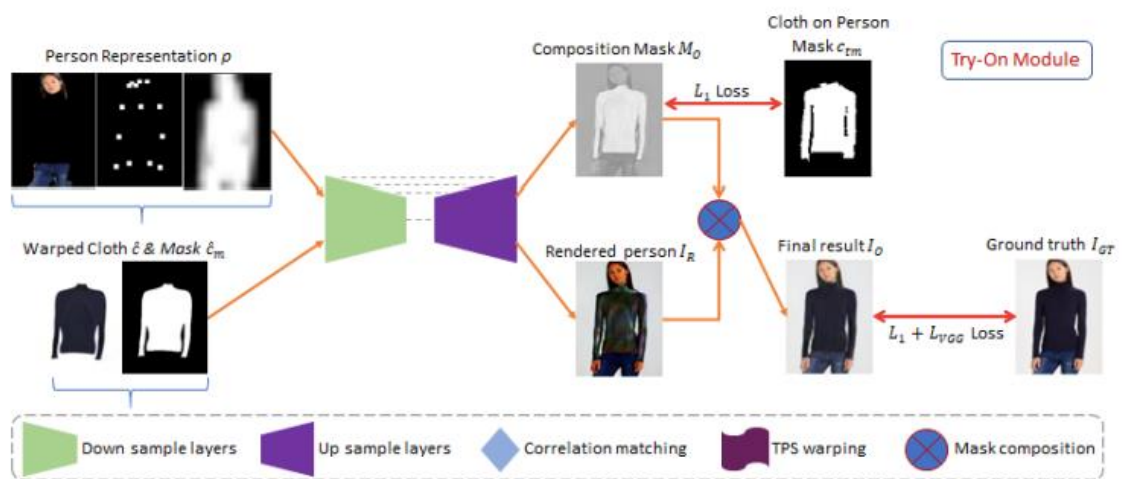 Person Representation p
Composition Mask M_O
Cloth on Person
Mask c_tm
Try-On Module
L_1 Loss
Warped Cloth ĉ & Mask ĉ_m
Rendered person I_R
Final result I_O
Ground truth I_GT
L_1 + L_VGG Loss
Down sample layers
Up sample layers
Correlation matching
TPS warping
Mask composition